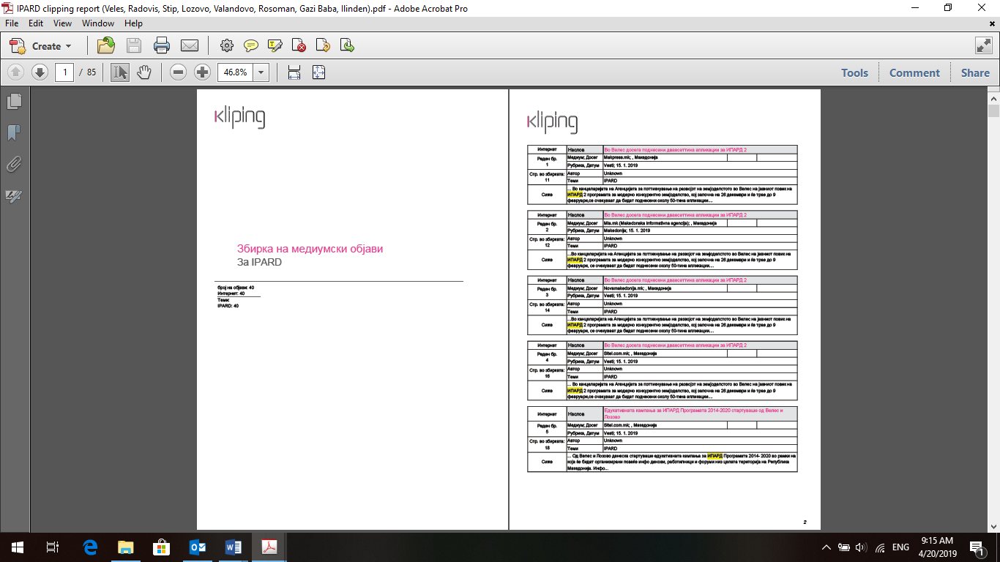 IPARD clipping report (Veles, Radovis, Stip, Lozovo, Valandovo, Rosoman, Gazi Baba, Ilinden).pdf - Adobe Acrobat Pro
File Edit View Window Help
Create
1 / 85 46.8% Tools Comment Share
kliping
Збирка на медиумски објави
За IPARD
број на објави: 40
Интернет: 40
Теми:
IPARD: 40
kliping
Интернет Наслов Во Велес досега поднесени дваесеттина апликации за ИПАРД 2
Реден бр. Медиум; Досег Makpress.mk; , Македонија
1 Рубрика, Датум Vesti; 15. 1. 2019
Стр. во збирката: Автор Unknown
11 Теми IPARD
Сиже ... Во канцеларијата на Агенцијата за поттикнување на развојот на земјоделството во Велес на јавниот повик на
ИПАРД 2 програмата за модерно конкурентно земјоделство, кој започна на 26 декември и ќе трае до 9
февруари,се очекуваат да бидат поднесени околу 50-тина апликации....
Интернет Наслов Во Велес досега поднесени дваесеттина апликации за ИПАРД 2
Реден бр. Медиум; Досег Mia.mk (Makedonska informativna agencija); , Македонија
2 Рубрика, Датум Makedonija; 15. 1. 2019
Стр. во збирката: Автор Unknown
12 Теми IPARD
Сиже ...Во канцеларијата на Агенцијата за поттикнување на развојот на земјоделството во Велес на јавниот повик на
ИПАРД 2 програмата за модерно конкурентно земјоделство, кој започна на 26 декември и ќе трае до 9
февруари, се очекуваат да бидат поднесени околу 50-тина апликации....
Интернет Наслов Во Велес досега поднесени дваесеттина апликации за ИПАРД 2
Реден бр. Медиум; Досег Novamakedonija.mk; , Македонија
3 Рубрика, Датум Vesti; 15. 1. 2019
Стр. во збирката: Автор Unknown
14 Теми IPARD
Сиже ...Во канцеларијата на Агенцијата за поттикнување на развојот на земјоделството во Велес на јавниот повик на
ИПАРД 2 програмата за модерно конкурентно земјоделство, кој започна на 26 декември и ќе трае до 9
февруари, се очекуваат да бидат поднесени околу 50-тина апликации....
Интернет Наслов Во Велес досега поднесени дваесеттина апликации за ИПАРД 2
Реден бр. Медиум; Досег Sitel.com.mk; , Македонија
4 Рубрика, Датум Vesti; 15. 1. 2019
Стр. во збирката: Автор Unknown
16 Теми IPARD
Сиже ... Во канцеларијата на Агенцијата за поттикнување на развојот на земјоделството во Велес на јавниот повик на
ИПАРД 2 програмата за модерно конкурентно земјоделство, кој започна на 26 декември и ќе трае до 9
февруари,се очекуваат да бидат поднесени околу 50-тина апликации....
Интернет Наслов Едукативната кампања за ИПАРД Програмата 2014-2020 стартуваше од Велес и
Лозово
Реден бр. Медиум; Досег Sitel.com.mk; , Македонија
5 Рубрика, Датум Vesti; 15. 1. 2019
Стр. во збирката: Автор Unknown
18 Теми IPARD
Сиже ... Од Велес и Лозово денеска стартуваше едукативната кампања за ИПАРД Програмата 2014- 2020 во рамки на
која ќе бидат организирани повеќе инфо денови, работилници и форуми низ целата територија на Република
Македонија. Инфо...
2
ENG 9:15 AM
4/20/2019
1